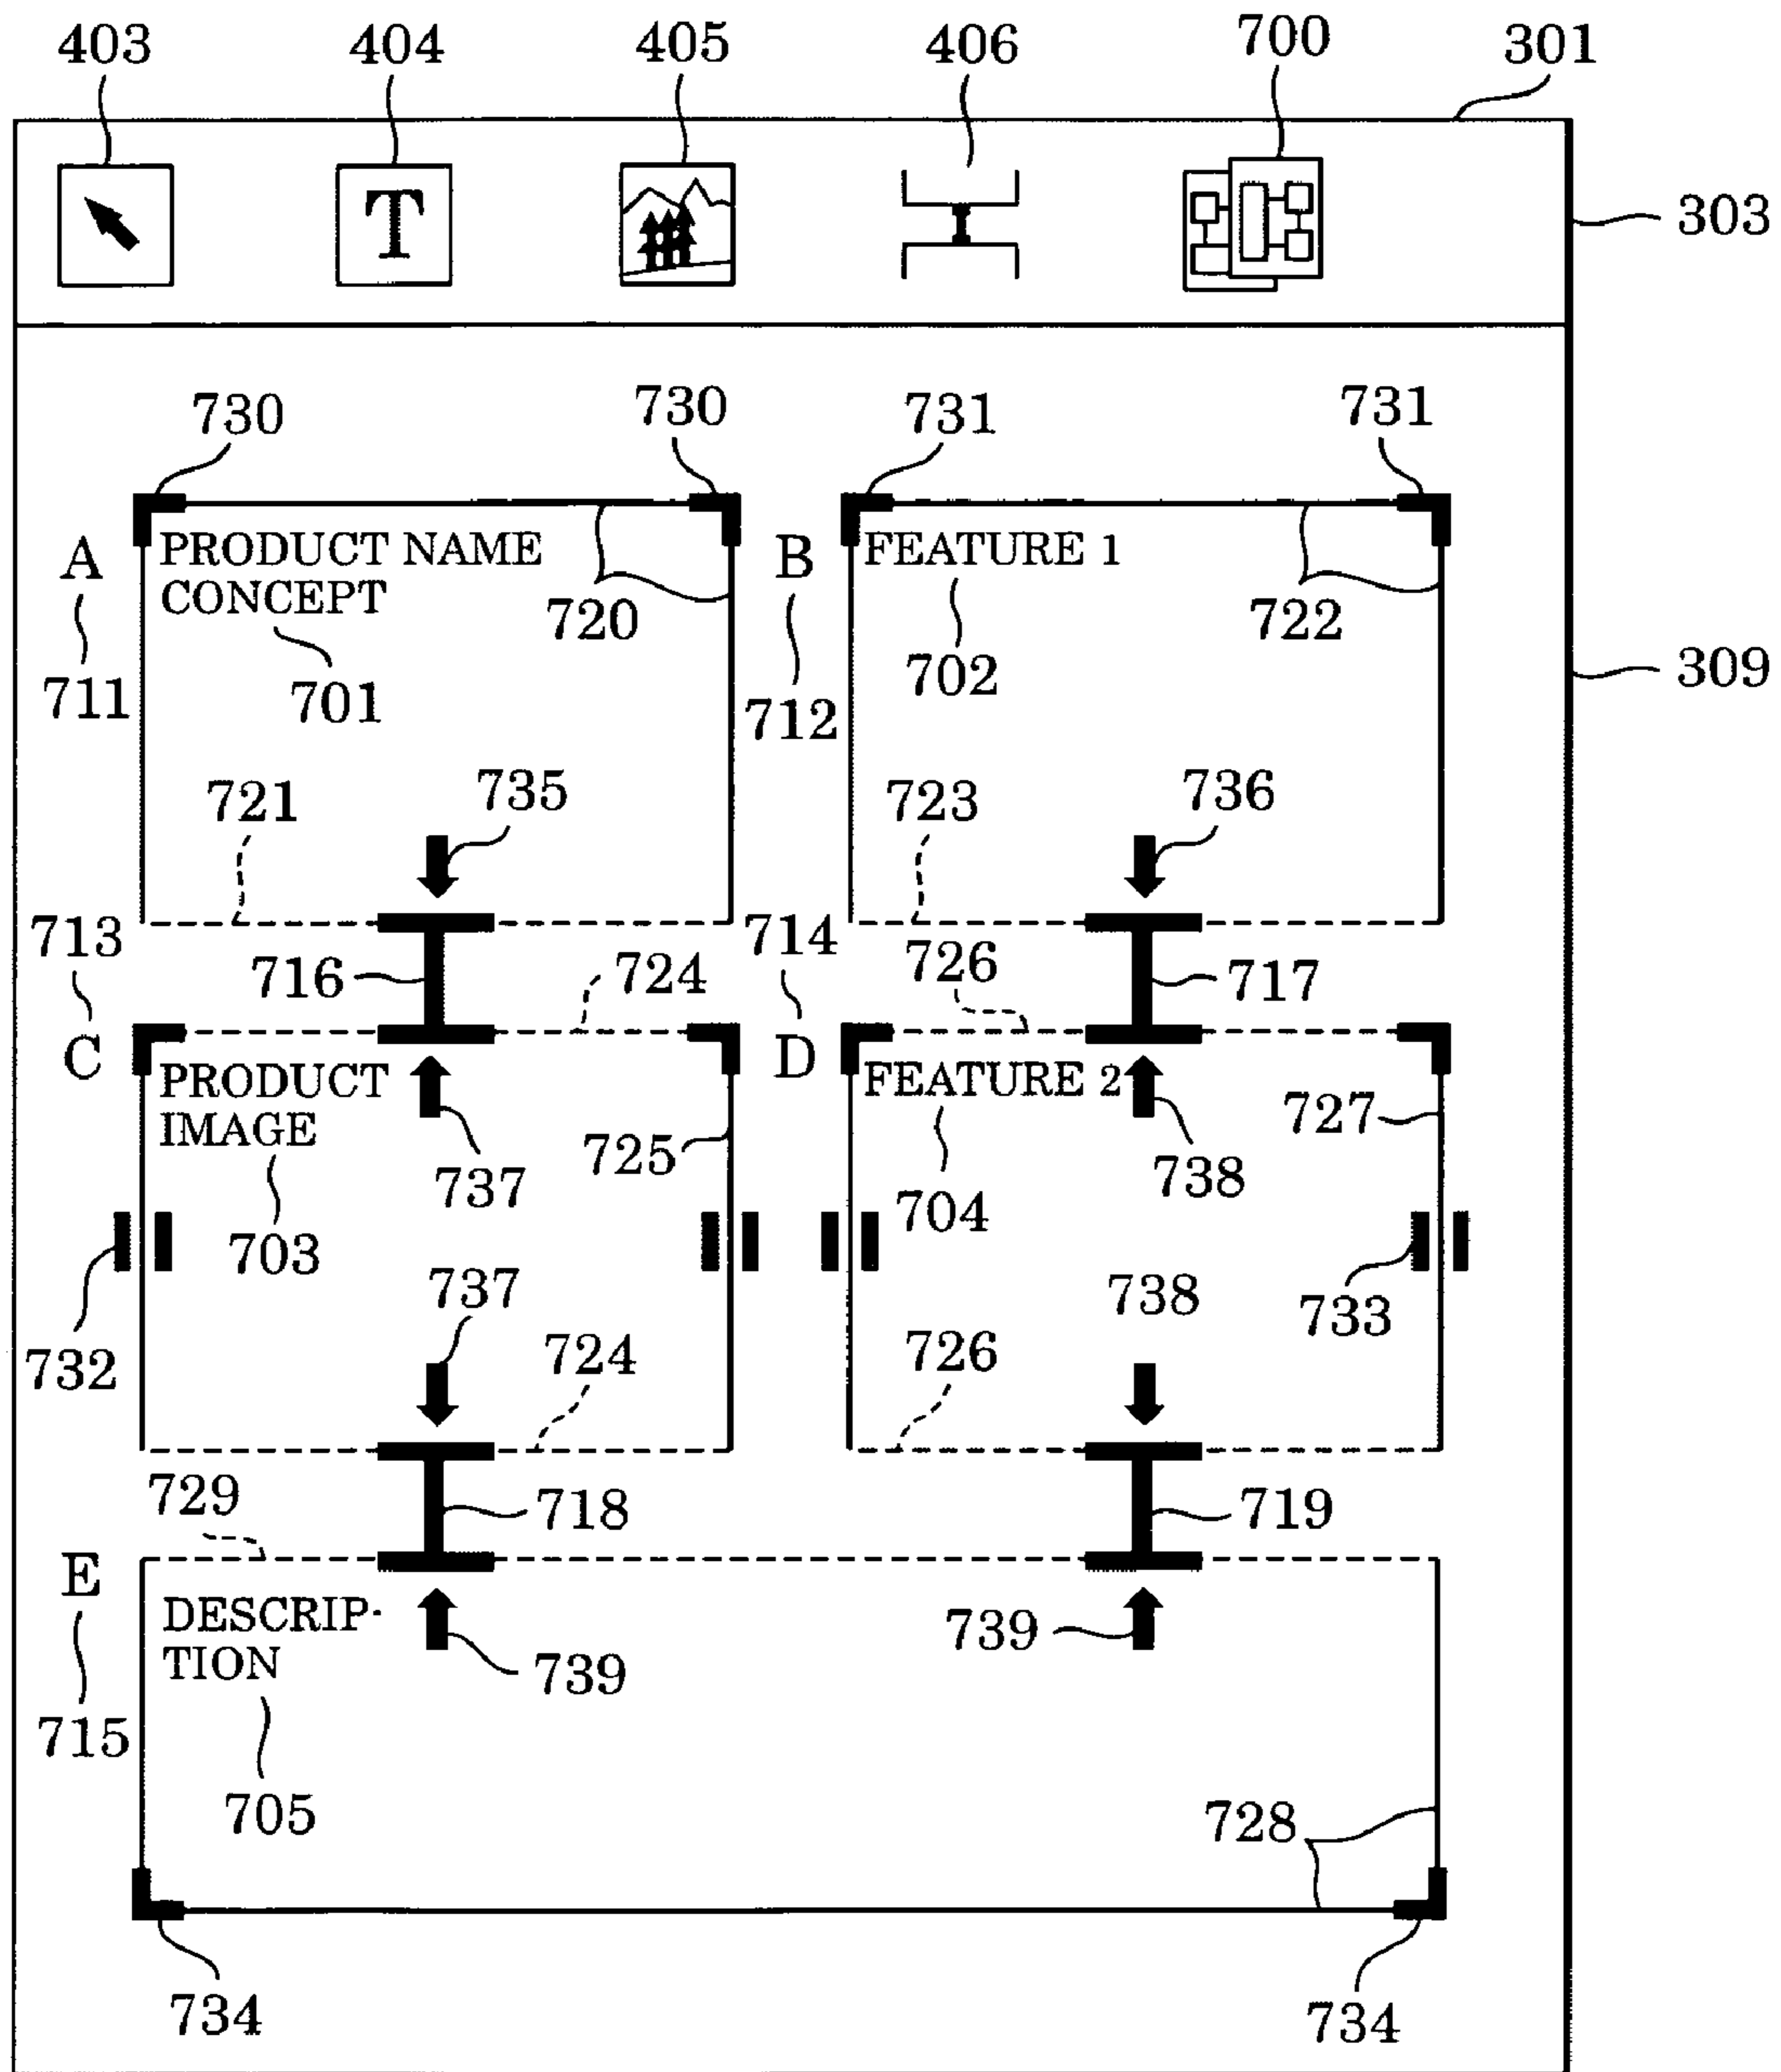 403 404 405 406 700 301
T
303
730 730 731 731
A PRODUCT NAME B FEATURE 1
CONCEPT
720 722
711 701 712 702 309
721 735 723 736
713 714
716 724 726 717
C PRODUCT D FEATURE 2
IMAGE
725 727
737 738
703 704
737 738
732 733
724 726
729 718 719
E DESCRIP-
TION
739 739
715 705
728
734 734